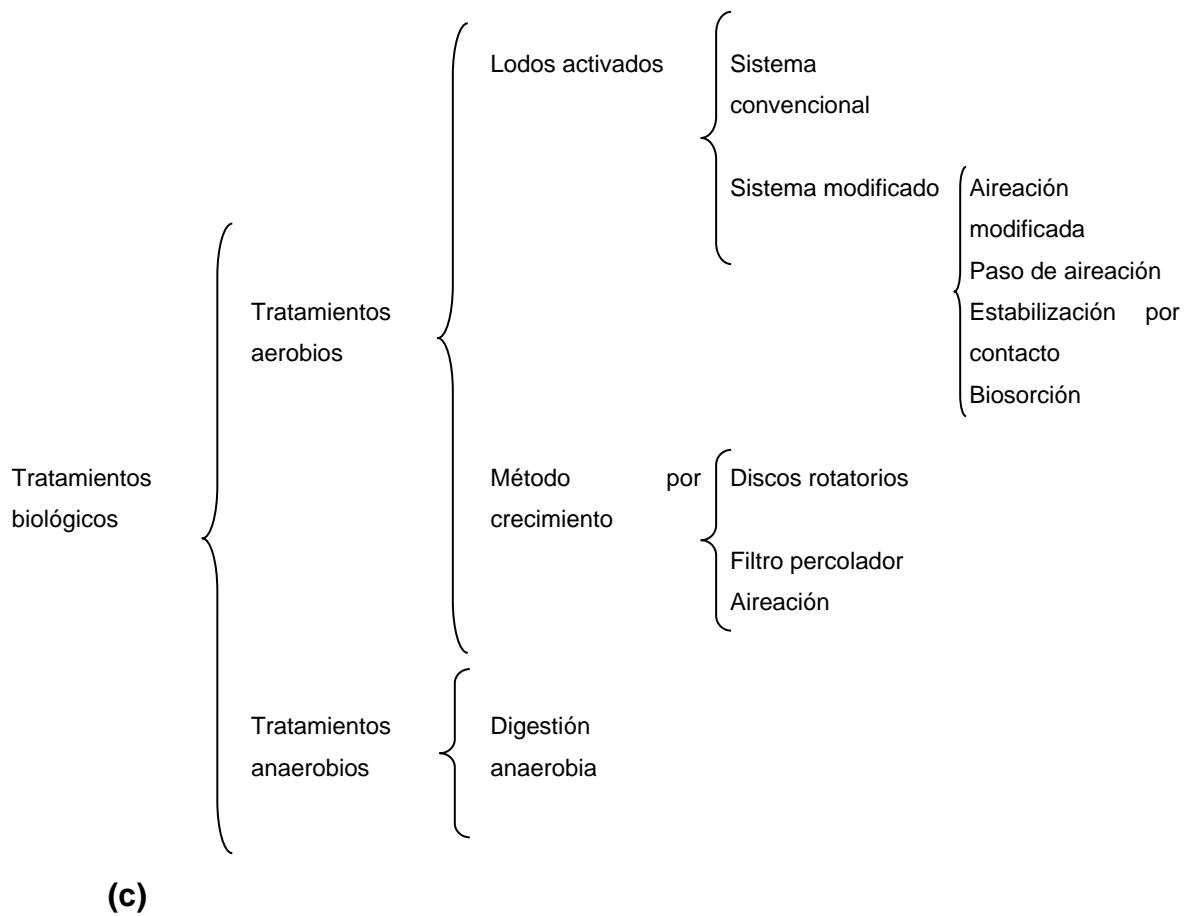 Lodos activados
Sistema
convencional
Sistema modificado
Aireación
modificada
Paso de aireación
Estabilización por
contacto
Biosorción
Tratamientos
aerobios
Tratamientos
biológicos
Método por
crecimiento
Discos rotatorios
Filtro percolador
Aireación
Tratamientos
anaerobios
Digestión
anaerobia
(c)